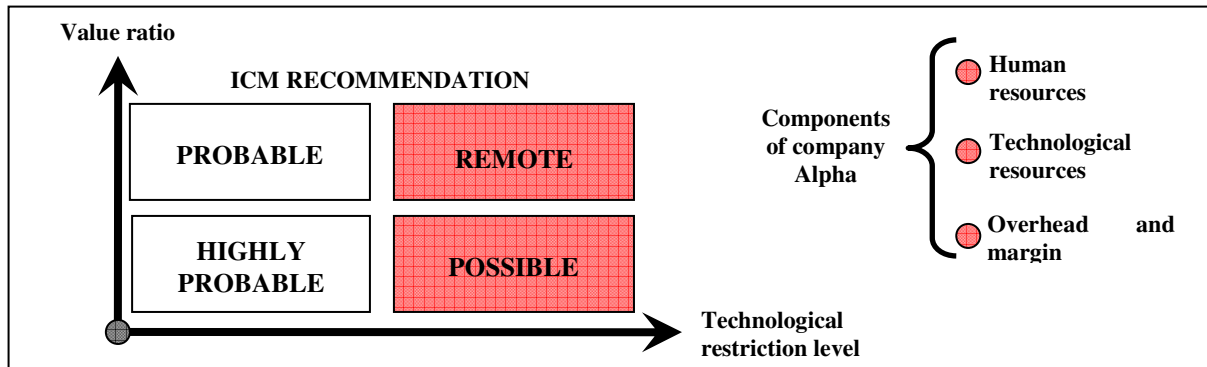 Value ratio
ICM RECOMMENDATION
PROBABLE
REMOTE
HIGHLY
PROBABLE
POSSIBLE
Technological
restriction level
Components
of company
Alpha
Human
resources
Technological
resources
Overhead and
margin